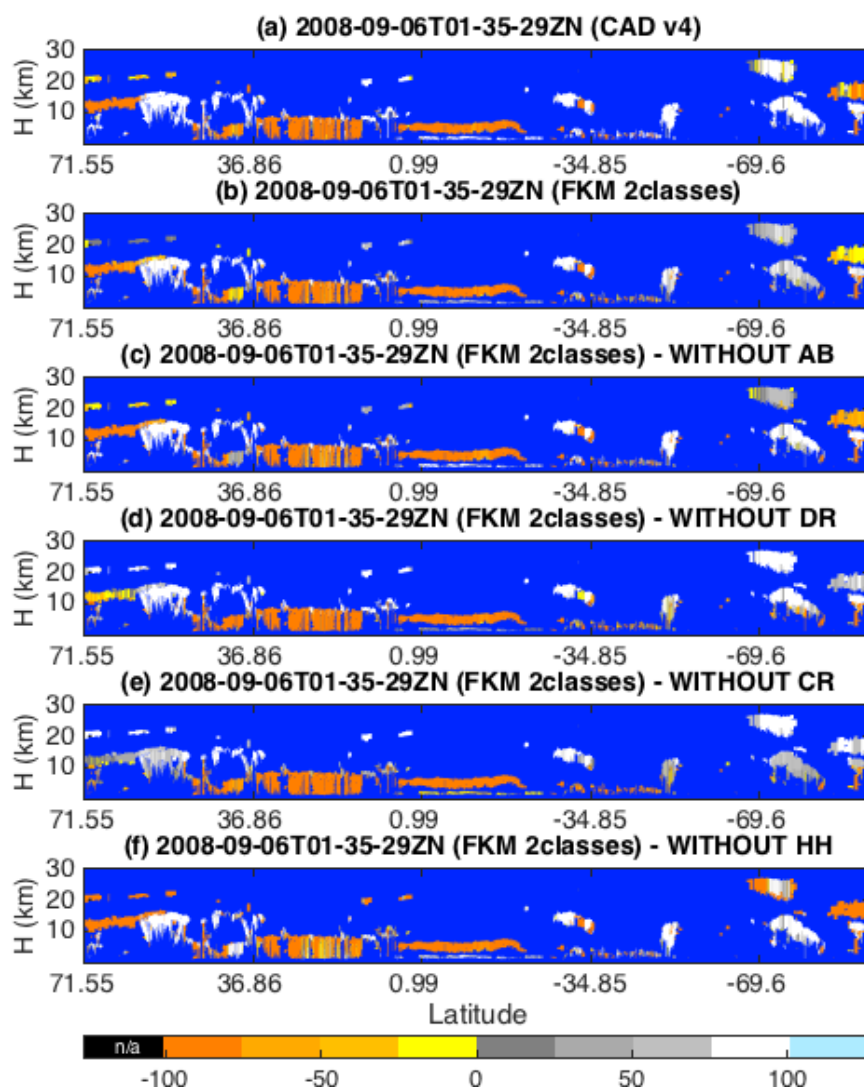 (a) 2008-09-06T01-35-29ZN (CAD v4)
H (km)
30
20
10
71.55 36.86 0.99 -34.85 -69.6
(b) 2008-09-06T01-35-29ZN (FKM 2classes)
H (km)
30
20
10
71.55 36.86 0.99 -34.85 -69.6
(c) 2008-09-06T01-35-29ZN (FKM 2classes) - WITHOUT AB
H (km)
30
20
10
71.55 36.86 0.99 -34.85 -69.6
(d) 2008-09-06T01-35-29ZN (FKM 2classes) - WITHOUT DR
H (km)
30
20
10
71.55 36.86 0.99 -34.85 -69.6
(e) 2008-09-06T01-35-29ZN (FKM 2classes) - WITHOUT CR
H (km)
30
20
10
71.55 36.86 0.99 -34.85 -69.6
(f) 2008-09-06T01-35-29ZN (FKM 2classes) - WITHOUT HH
H (km)
30
20
10
71.55 36.86 0.99 -34.85 -69.6
Latitude
n/a
-100 -50 0 50 100